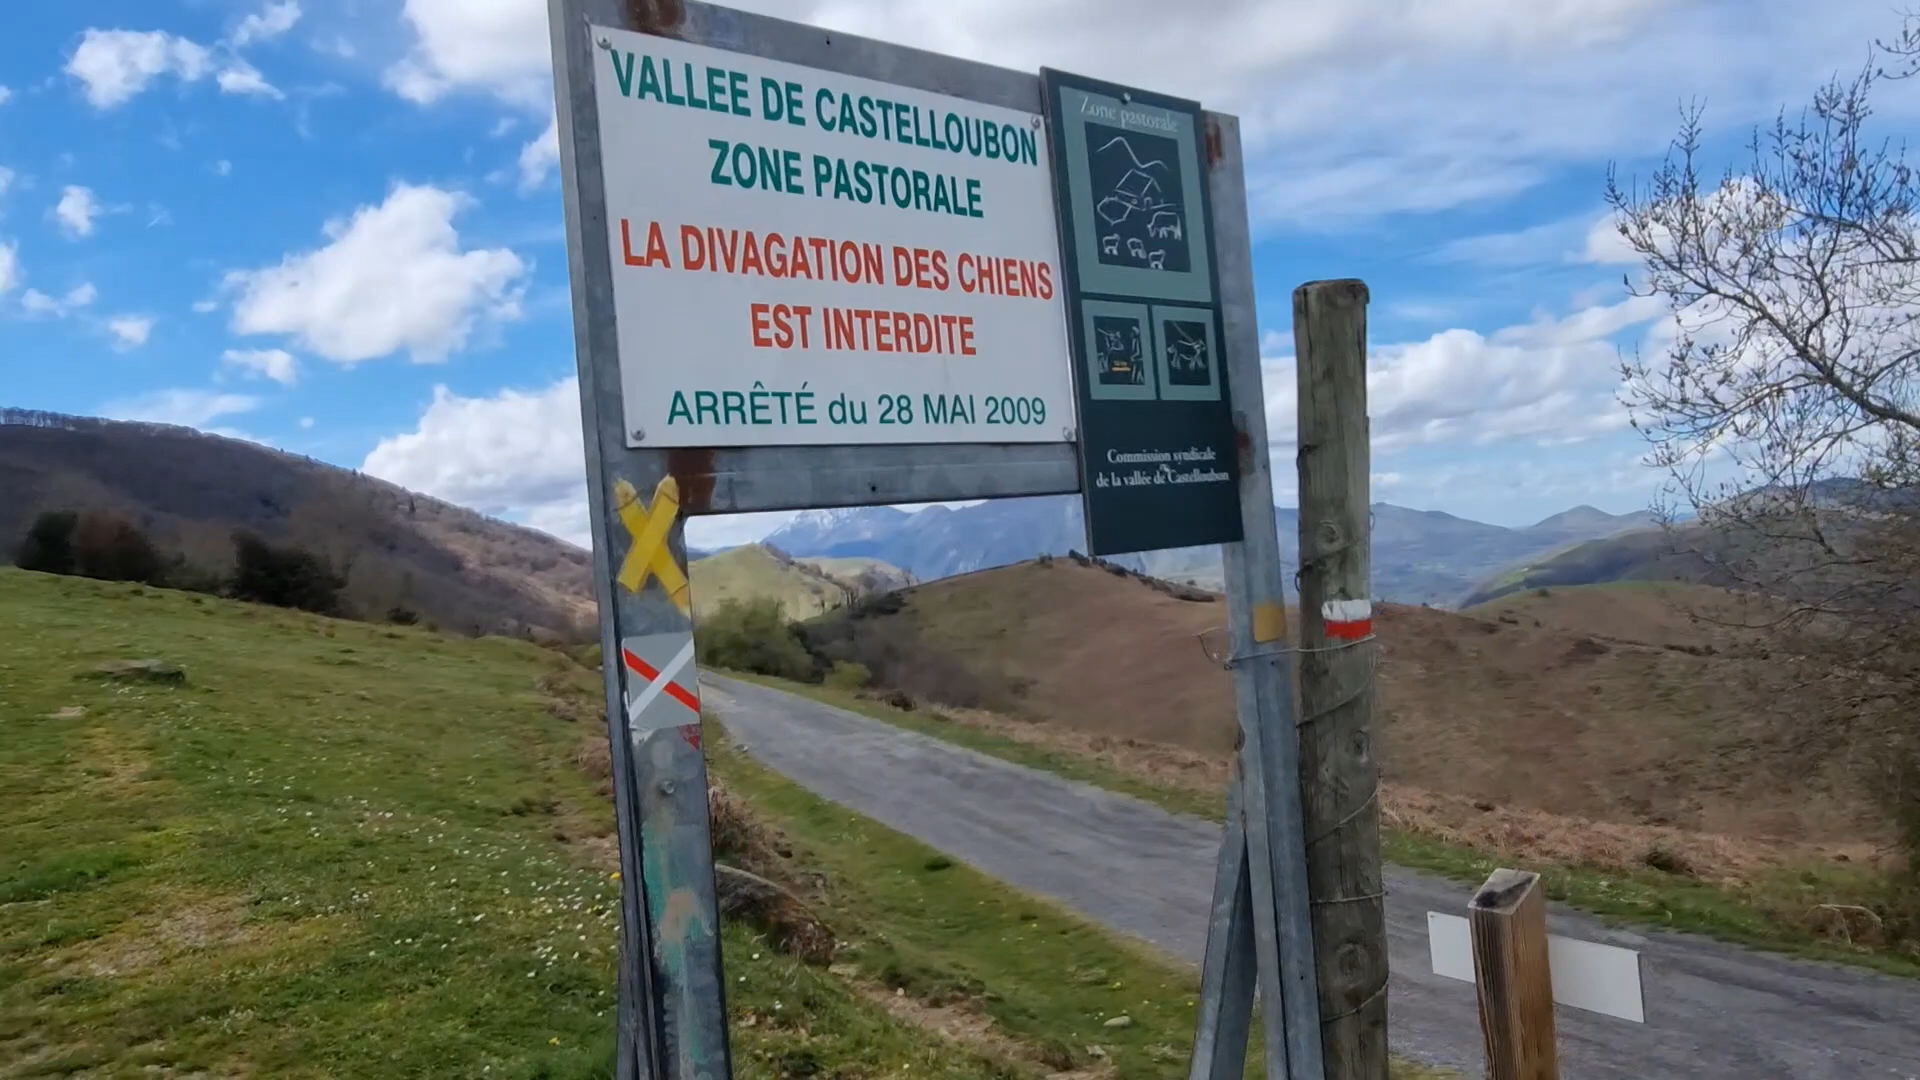 VALLEE DE CASTELLOUBON
ZONE PASTORALE
LA DIVAGATION DES CHIENS
EST INTERDITE
ARRÊTÉ du 28 MAI 2009
Zone pastorale
Commission syndicale
de la vallée de Castelloubon